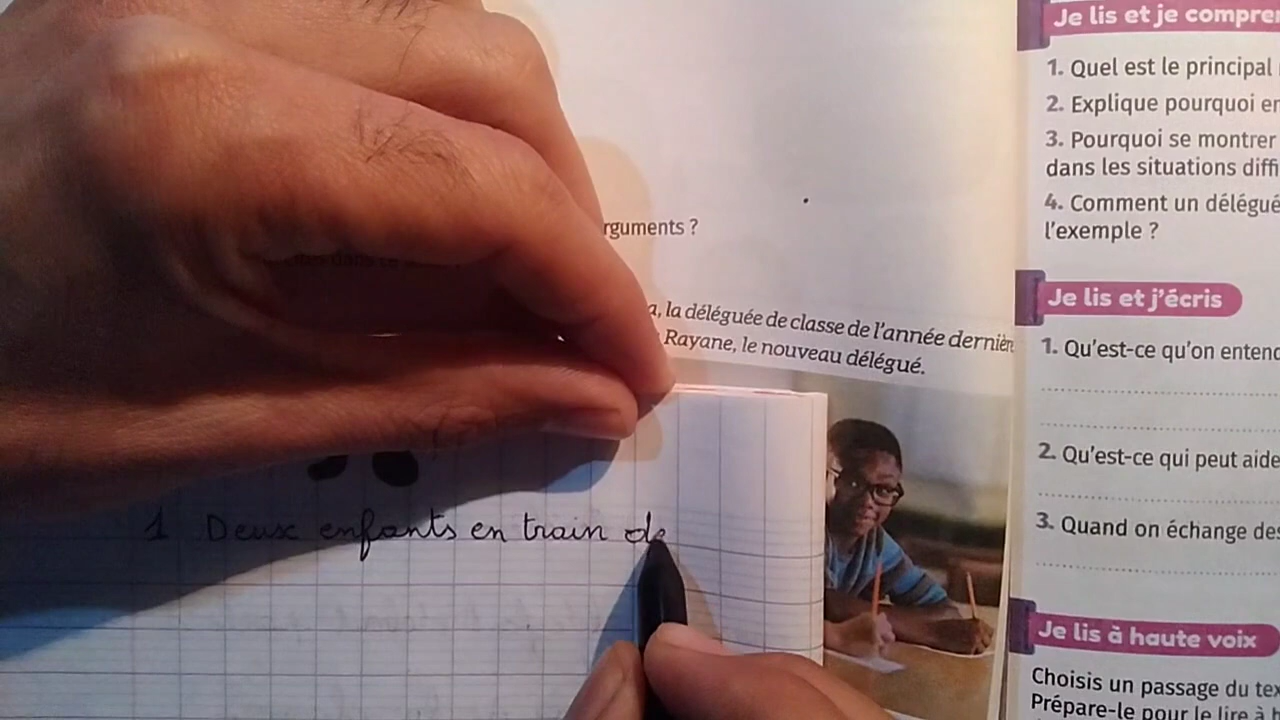 rguments ?
a, la déléguée de classe de l'année dernière
Rayane, le nouveau délégué.
1 Deux enfants en train de
Je lis et je compre
1. Quel est le principal
2. Explique pourquoi en
3. Pourquoi se montrer
dans les situations diffi
4. Comment un délégué
l'exemple ?
Je lis et j'écris
1. Qu'est-ce qu'on entend
2. Qu'est-ce qui peut aide
3. Quand on échange des
Je lis à haute voix
Choisis un passage du tex
Prépare-le pour le lire à h